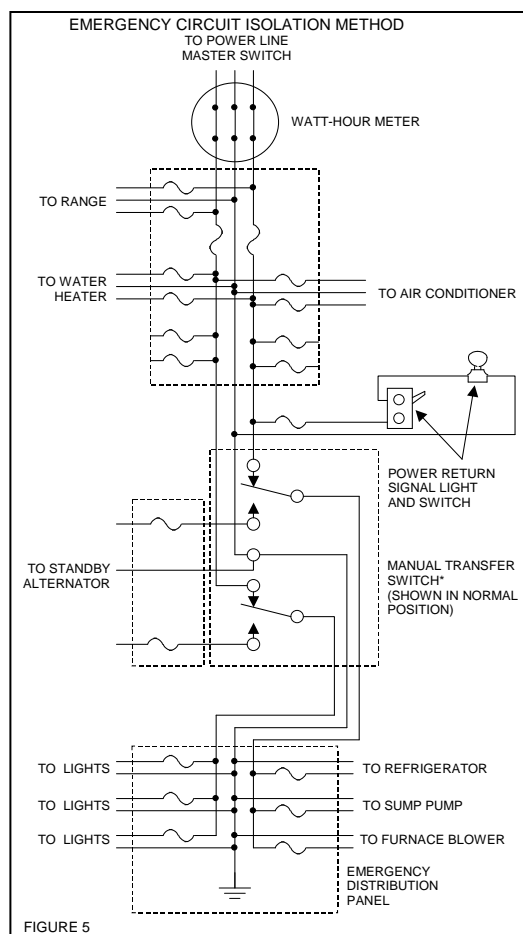 EMERGENCY CIRCUIT ISOLATION METHOD
TO POWER LINE
MASTER SWITCH
WATT-HOUR METER
TO RANGE
TO WATER
HEATER
TO AIR CONDITIONER
POWER RETURN
SIGNAL LIGHT
AND SWITCH
TO STANDBY
ALTERNATOR
MANUAL TRANSFER
SWITCH*
(SHOWN IN NORMAL
POSITION)
TO LIGHTS
TO REFRIGERATOR
TO LIGHTS
TO SUMP PUMP
TO LIGHTS
TO FURNACE BLOWER
EMERGENCY
DISTRIBUTION
PANEL
FIGURE 5